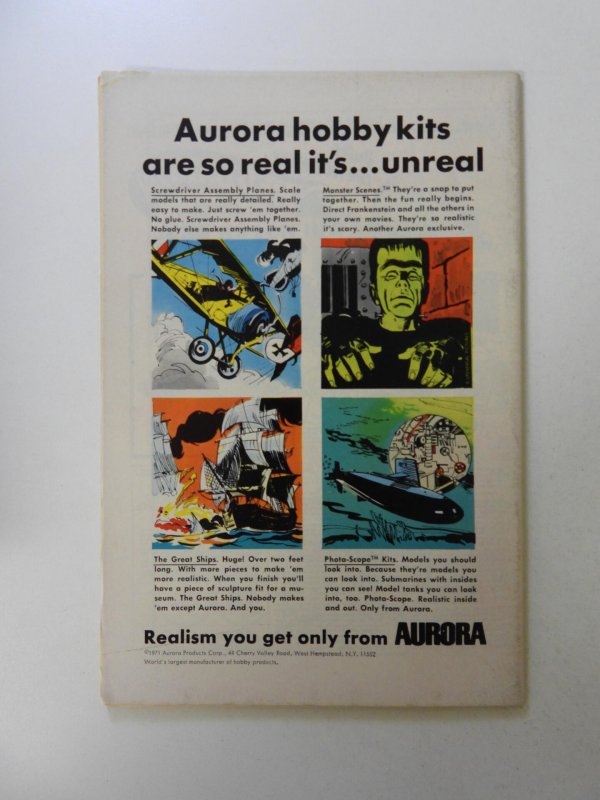 Aurora hobby kits
are so real it's...unreal
Screwdriver Assembly Planes. Scale
models that are really detailed. Really
easy to make. Just screw 'em together.
No glue. Screwdriver Assembly Planes.
Nobody else makes anything like 'em.
Monster Scenes.™ They're a snap to put
together. Then the fun really begins.
Direct Frankenstein and all the others in
your own movies. They're so realistic
it's scary. Another Aurora exclusive.
The Great Ships. Huge! Over two feet
long. With more pieces to make 'em
more realistic. When you finish you'll
have a piece of sculpture fit for a mu-
seum. The Great Ships. Nobody makes
'em except Aurora. And you.
Phota-Scope™ Kits. Models you should
look into. Because they're models you
can look into. Submarines with insides
you can see! Model tanks you can look
into, too. Phota-Scope. Realistic inside
and out. Only from Aurora.
Realism you get only from AURORA
©1971 Aurora Products Corp., 44 Cherry Valley Road, West Hempstead, N.Y. 11552
World's largest manufacturer of hobby products.